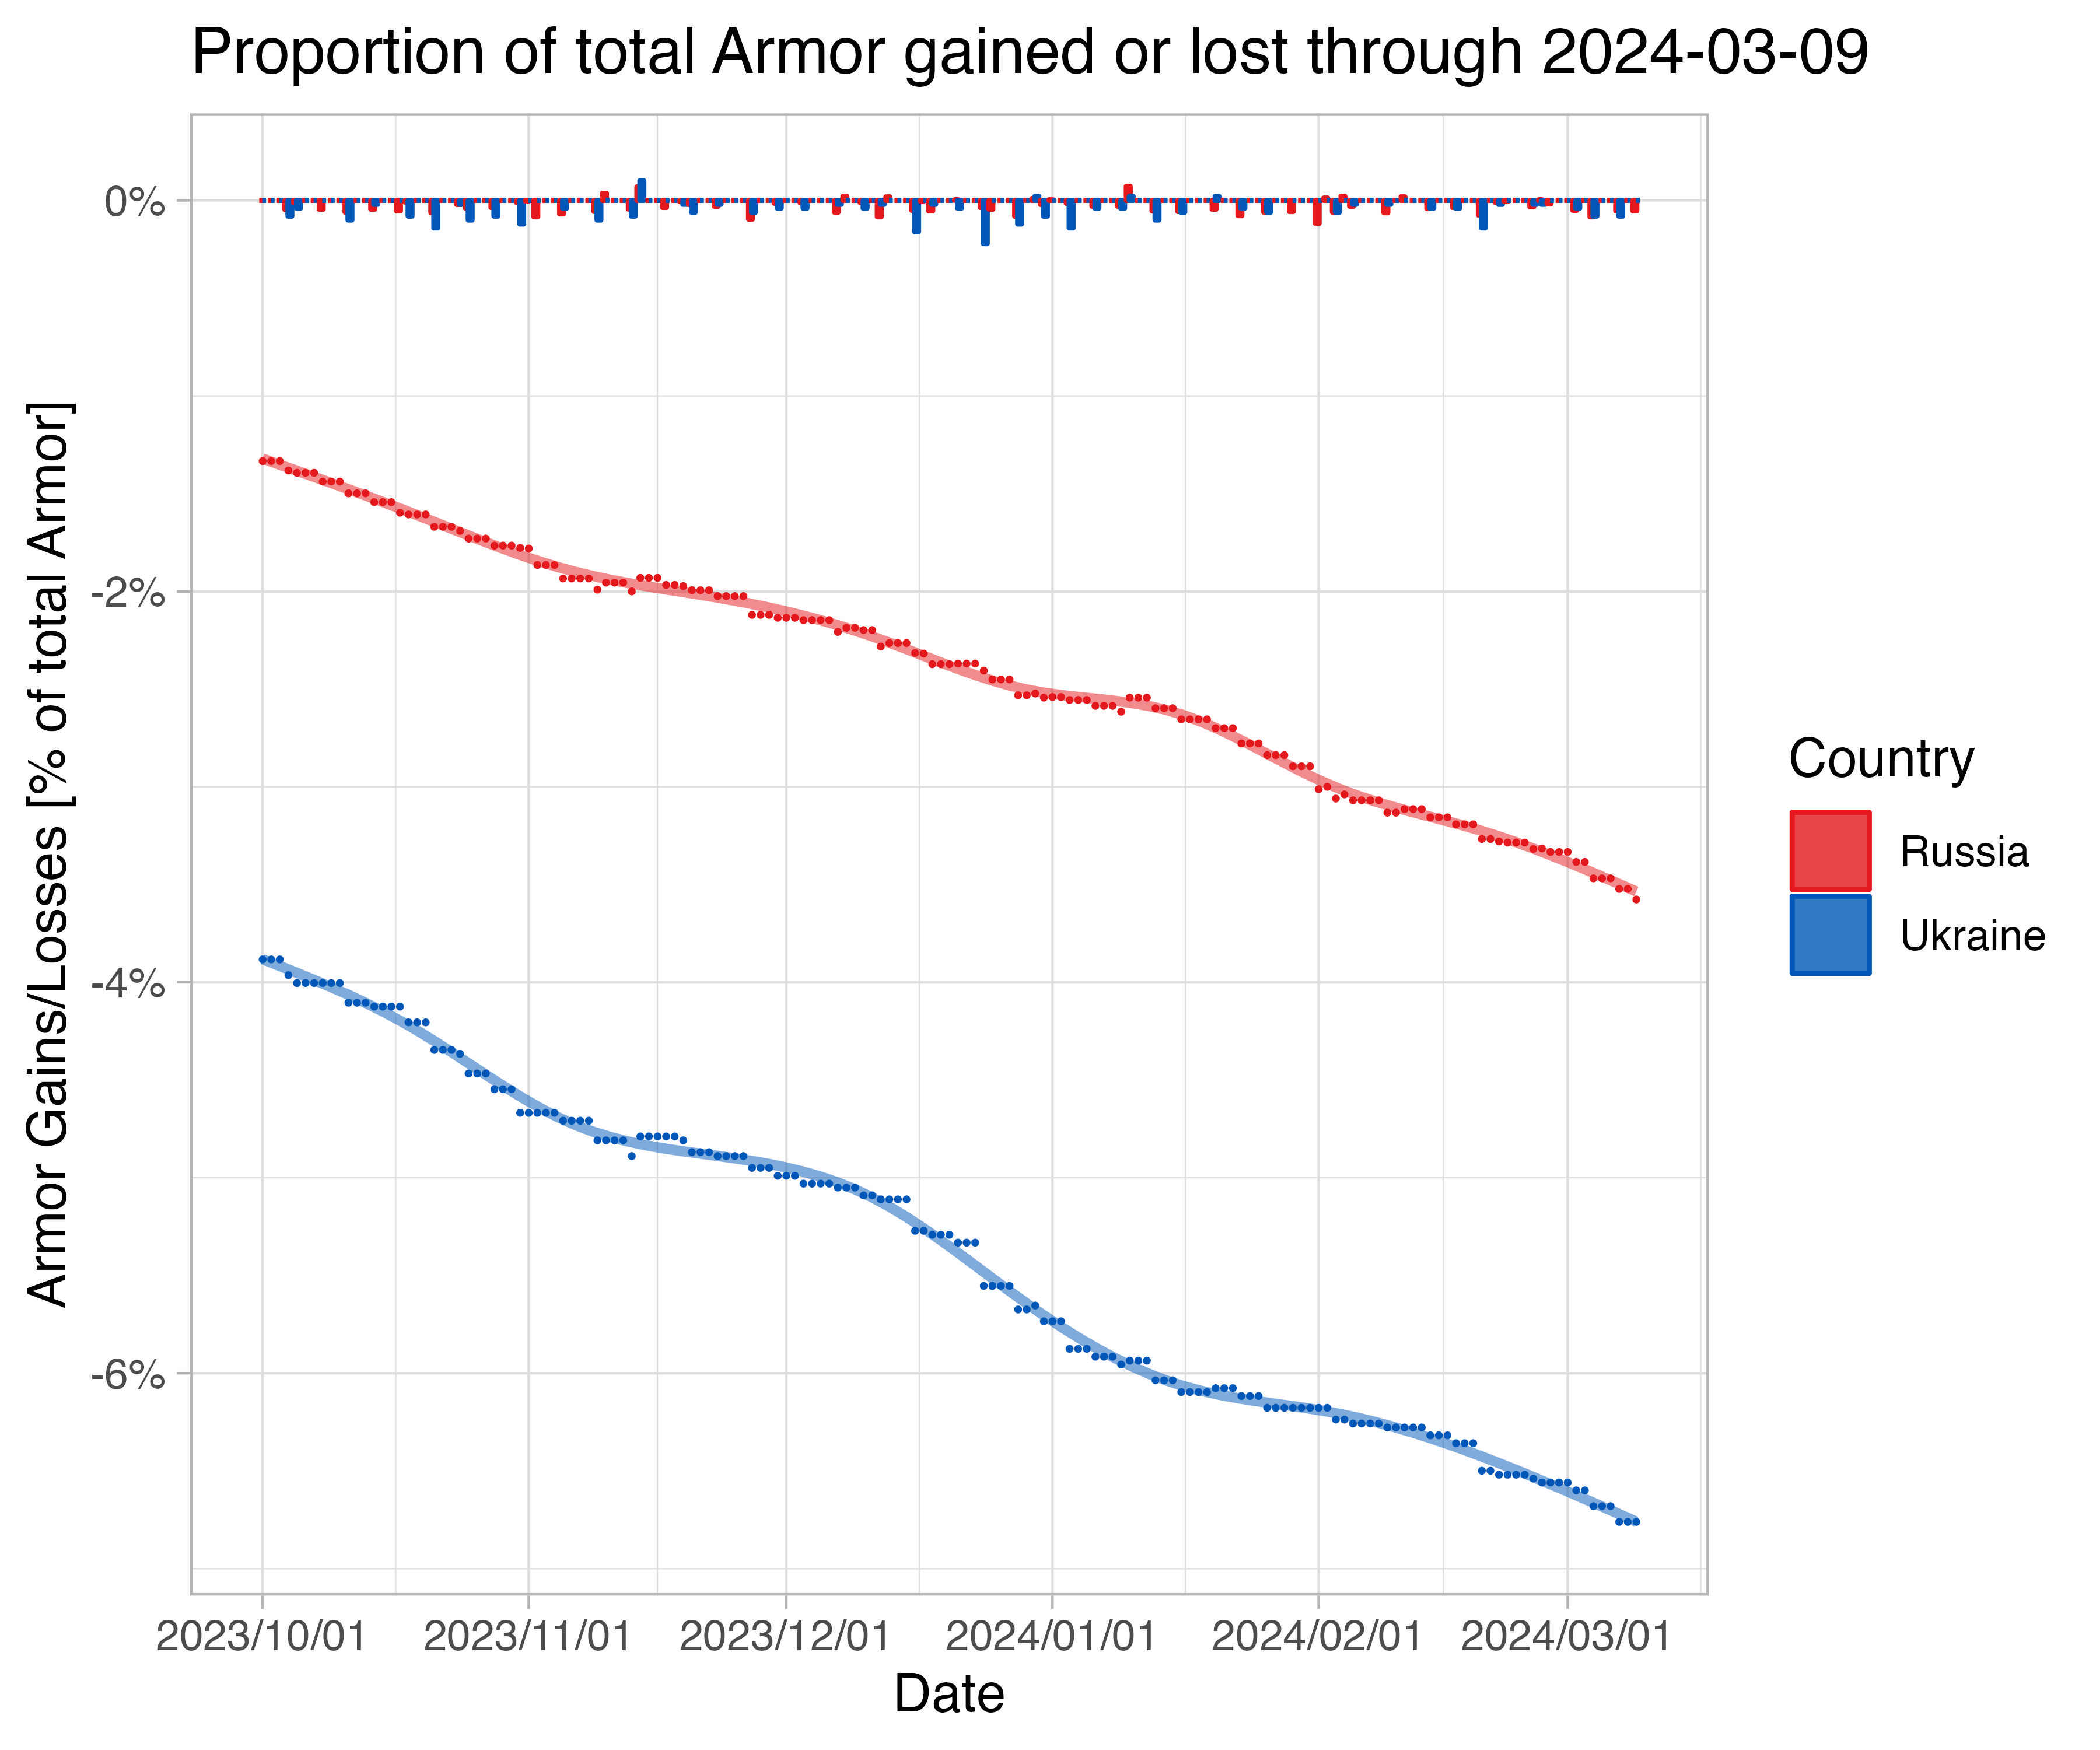 Proportion of total Armor gained or lost through 2024-03-09
Armor Gains/Losses [% of total Armor]
0%
-2%
-4%
-6%
2023/10/01
2023/11/01
2023/12/01
2024/01/01
2024/02/01
2024/03/01
Date
Country
Russia
Ukraine